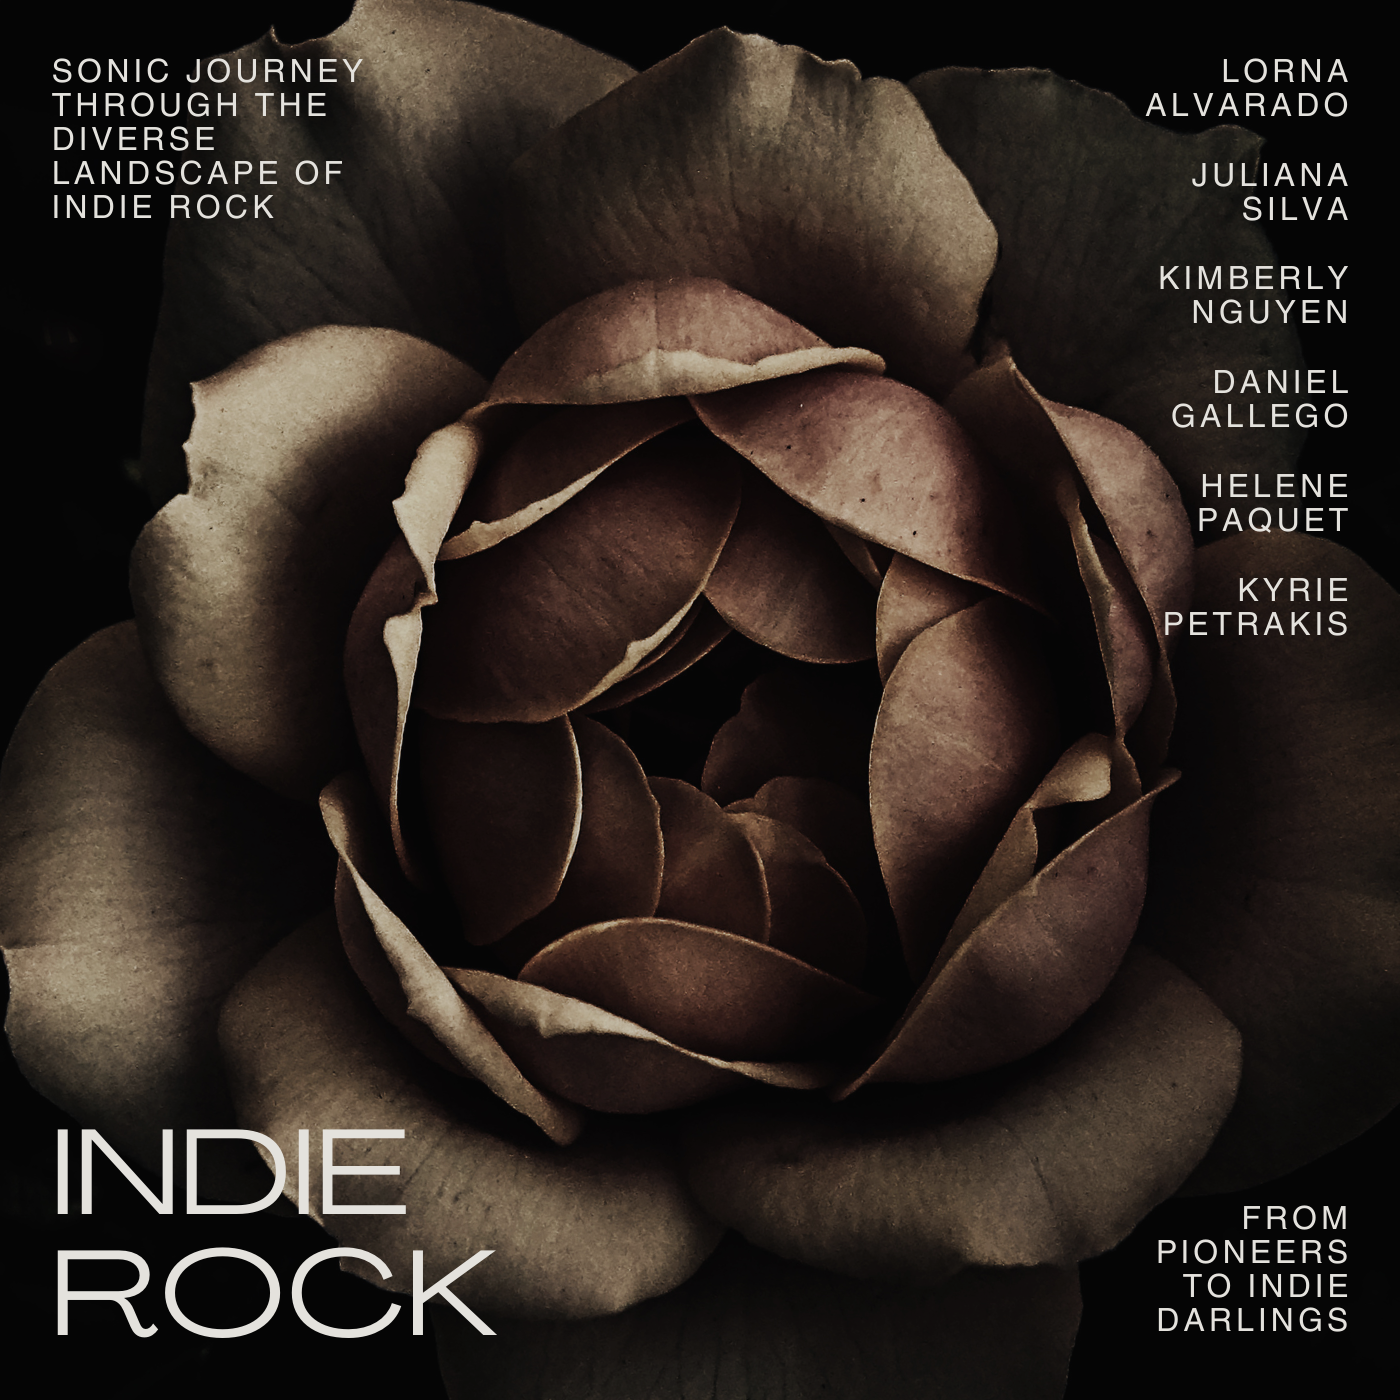 SONIC JOURNEY
THROUGH THE
DIVERSE
LANDSCAPE OF
INDIE ROCK
LORNA
ALVARADO
JULIANA
SILVA
KIMBERLY
NGUYEN
DANIEL
GALLEGO
HELENE
PAQUET
KYRIE
PETRAKIS
INDIE
ROCK
FROM
PIONEERS
TO INDIE
DARLINGS